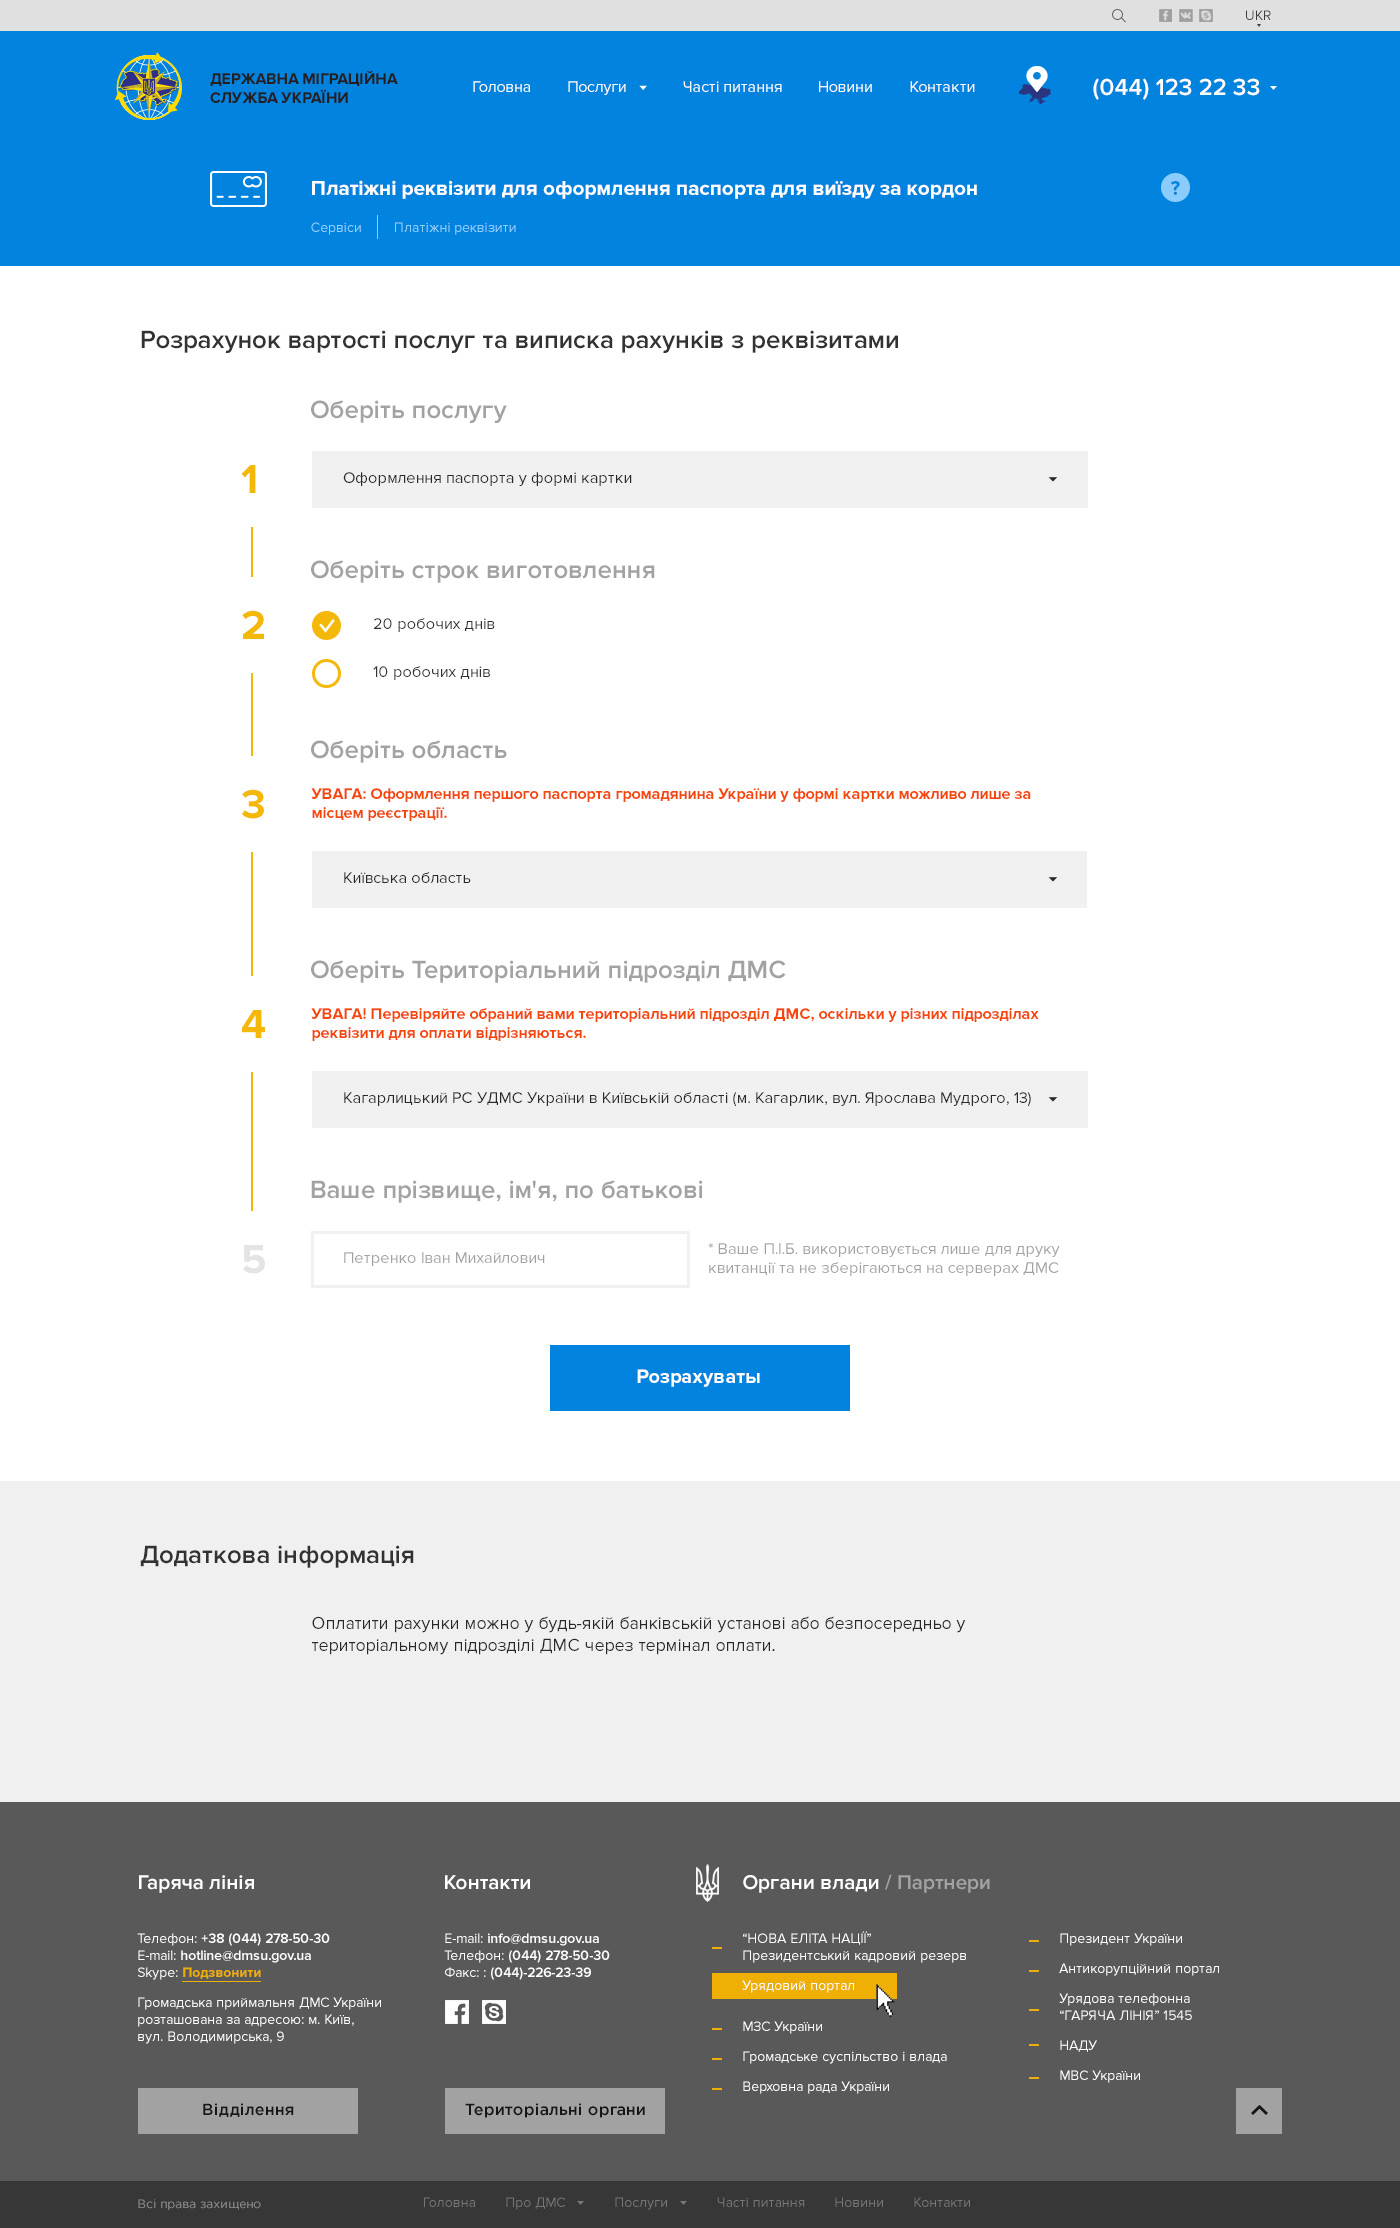 UKR
ДЕРЖАВНА МІГРАЦІЙНА
СЛУЖБА УКРАЇНИ
Головна
Послуги
Часті питання
Новини
Контакти
(044) 123 22 33
Платіжні реквізити для оформлення паспорта для виїзду за кордон
?
Сервіси
Платіжні реквізити
Розрахунок вартості послуг та виписка рахунків з реквізитами
Оберіть послугу
1
Оформлення паспорта у формі картки
Оберіть строк виготовлення
2
20 робочих днів
10 робочих днів
Оберіть область
3
УВАГА: Оформлення першого паспорта громадянина України у формі картки можливо лише за
місцем реєстрації.
Київська область
Оберіть Територіальний підрозділ ДМС
4
УВАГА! Перевіряйте обраний вами територіальний підрозділ ДМС, оскільки у різних підрозділах
реквізити для оплати відрізняються.
Кагарлицький РС УДМС України в Київській області (м. Кагарлик, вул. Ярослава Мудрого, 13)
Ваше прізвище, ім'я, по батькові
5
Петренко Іван Михайлович
* Ваше П.І.Б. використовується лише для друку
квитанції та не зберігаються на серверах ДМС
Розрахуваты
Додаткова інформація
Оплатити рахунки можно у будь-якій банківській установі або безпосередньо у
територіальному підрозділі ДМС через термінал оплати.
Гаряча лінія
Телефон: +38 (044) 278-50-30
E-mail: hotline@dmsu.gov.ua
Skype: Подзвонити
Громадська приймальня ДМС України
розташована за адресою: м. Київ,
вул. Володимирська, 9
Відділення
Контакти
E-mail: info@dmsu.gov.ua
Телефон: (044) 278-50-30
Факс: : (044)-226-23-39
Територіальні органи
Органи влади / Партнери
“НОВА ЕЛІТА НАЦІЇ”
Президентський кадровий резерв
Урядовий портал
МЗС України
Громадське суспільство і влада
Верховна рада України
Президент України
Антикорупційний портал
Урядова телефонна
“ГАРЯЧА ЛІНІЯ” 1545
НАДУ
МВС України
Всі права захищено
Головна
Про ДМС
Послуги
Часті питання
Новини
Контакти